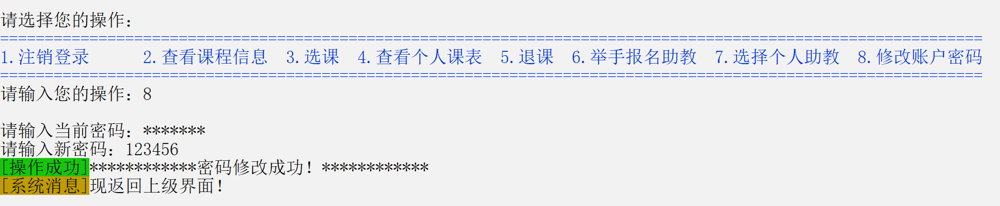 请选择您的操作：
==============================================================================================================
1.注销登录      2.查看课程信息  3.选课  4.查看个人课表  5.退课  6.举手报名助教  7.选择个人助教  8.修改账户密码
==============================================================================================================
请输入您的操作：8
请输入当前密码：*******
请输入新密码：123456
[操作成功]************密码修改成功！************
[系统消息]现返回上级界面！